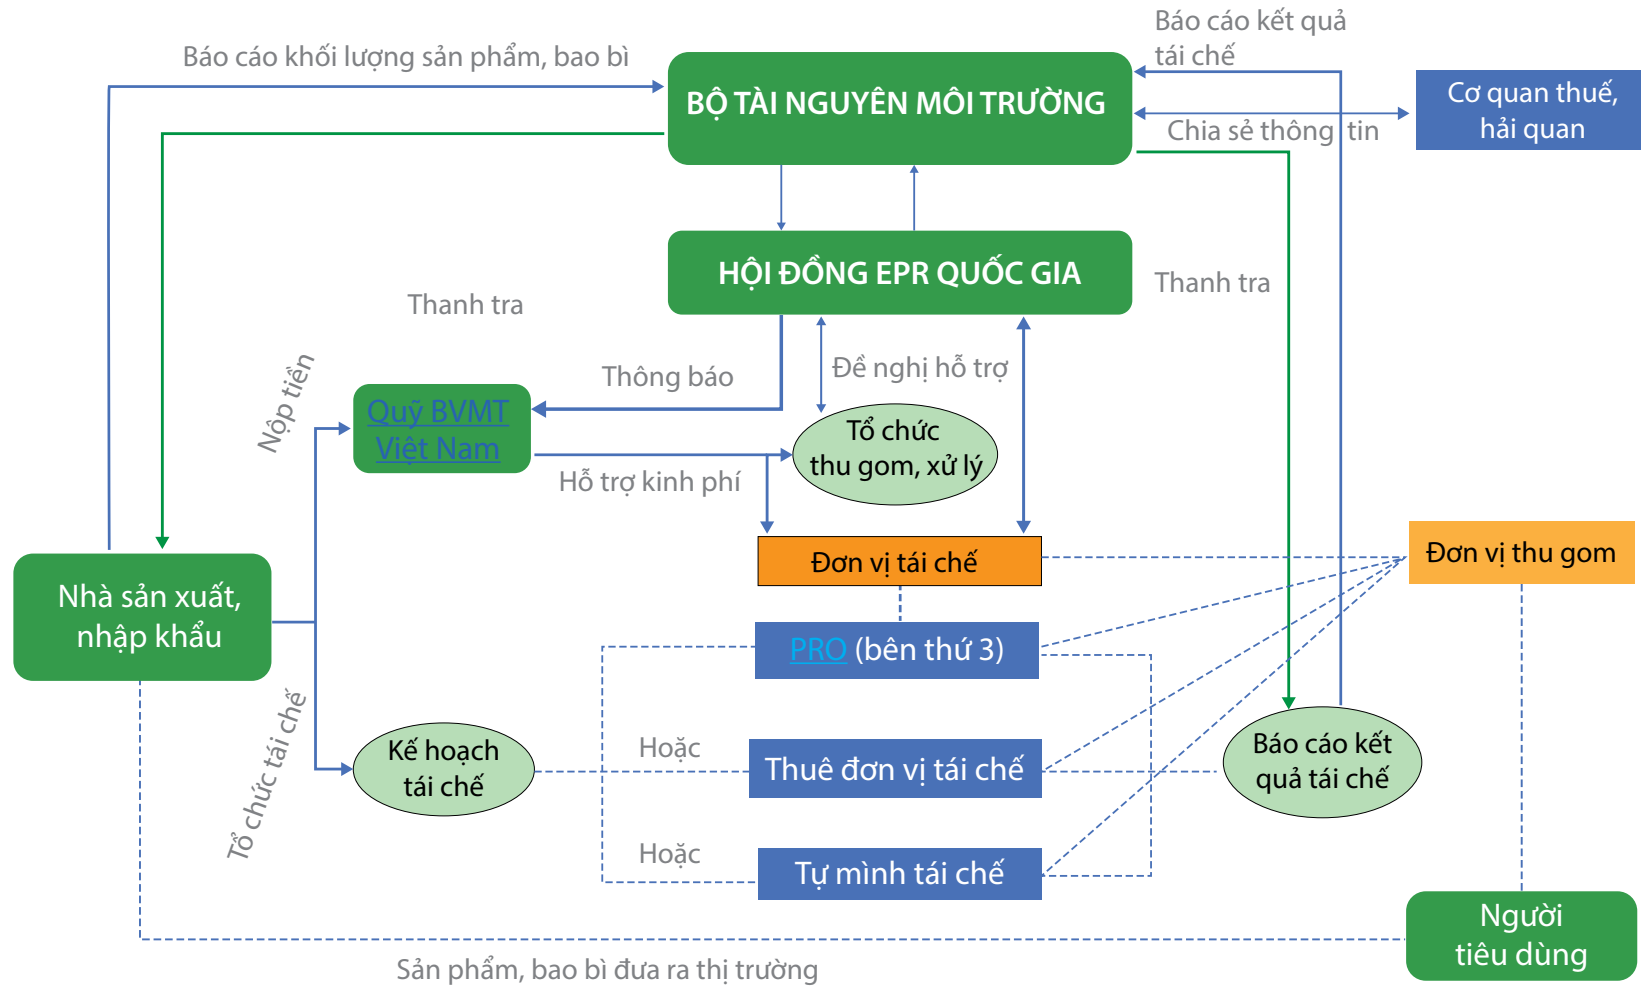 Báo cáo kết quả
tái chế
Báo cáo khối lượng sản phẩm, bao bì
BỘ TÀI NGUYÊN MÔI TRƯỜNG
Cơ quan thuế,
hải quan
Chia sẻ thông tin
HỘI ĐỒNG EPR QUỐC GIA
Thanh tra
Thanh tra
Nộp tiền
Thông báo
Đề nghị hỗ trợ
Quỹ BVMT
Việt Nam
Tổ chức
thu gom, xử lý
Hỗ trợ kinh phí
Đơn vị tái chế
Đơn vị thu gom
Nhà sản xuất,
nhập khẩu
PRO (bên thứ 3)
Tổ chức tái chế
Kế hoạch
tái chế
Hoặc
Thuê đơn vị tái chế
Báo cáo kết
quả tái chế
Hoặc
Tự mình tái chế
Người
tiêu dùng
Sản phẩm, bao bì đưa ra thị trường